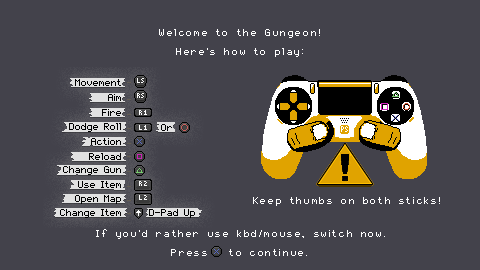 Welcome to the Gungeon!
Here's how to play:
Movement LS
Aim RS
Fire R1
Dodge Roll L1 Or
Action
Reload
Change Gun
Use Item R2
Open Map L2
Change Item D-Pad Up
Keep thumbs on both sticks!
If you'd rather use kbd/mouse, switch now.
Press to continue.